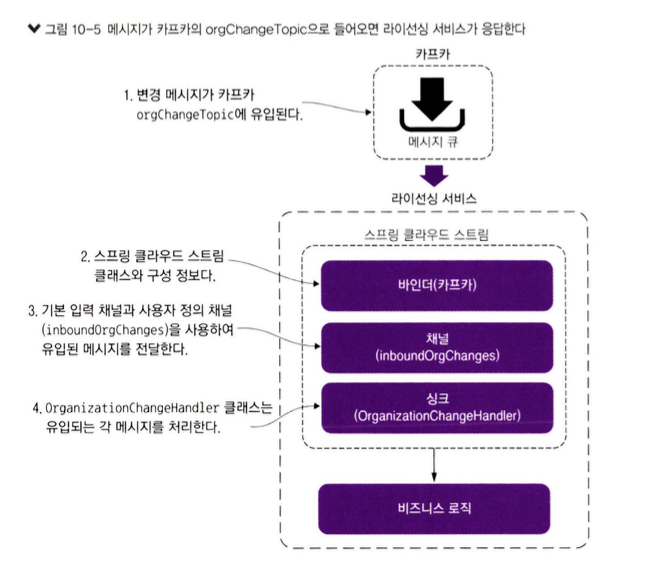 그림 10-5 메시지가 카프카의 orgChangeTopic으로 들어오면 라이선싱 서비스가 응답한다
카프카
1. 변경 메시지가 카프카
orgChangeTopic에 유입된다.
메시지 큐
라이선싱 서비스
스프링 클라우드 스트림
2. 스프링 클라우드 스트림
클래스와 구성 정보다.
바인더(카프카)
3. 기본 입력 채널과 사용자 정의 채널
(inboundOrgChanges)을 사용하여
유입된 메시지를 전달한다.
채널
(inboundOrgChanges)
4. OrganizationChangeHandler 클래스는
유입되는 각 메시지를 처리한다.
싱크
(OrganizationChangeHandler)
비즈니스 로직